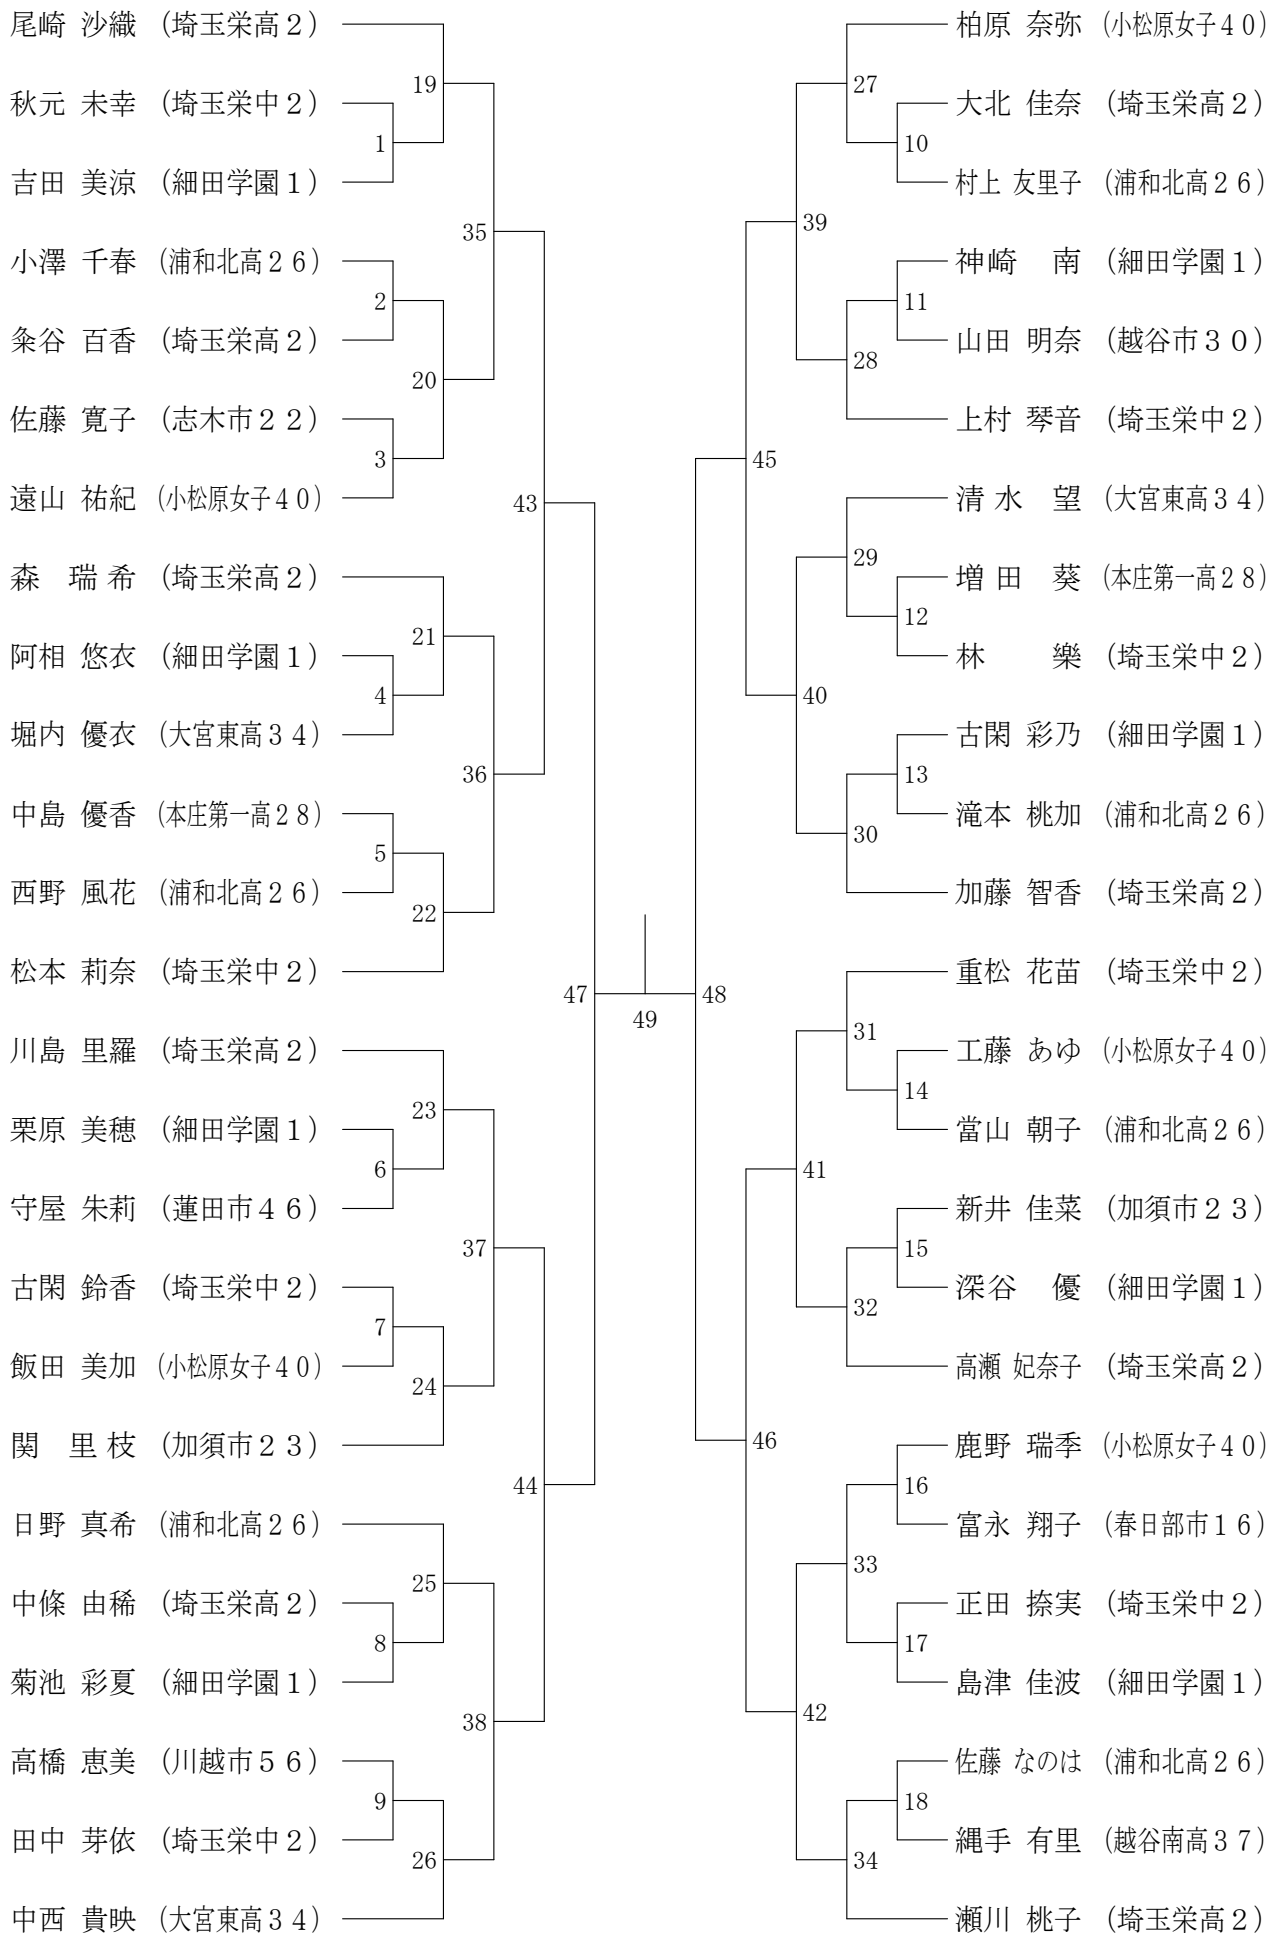 尾崎 沙織 （埼玉栄高２）
19
秋元 未幸 （埼玉栄中２）
1
吉田 美涼 （細田学園１）
35
小澤 千春 （浦和北高２６）
2
粂谷 百香 （埼玉栄高２）
20
佐藤 寛子 （志木市２２）
3
遠山 祐紀 （小松原女子４０）
43
森 瑞希 （埼玉栄高２）
21
阿相 悠衣 （細田学園１）
4
堀内 優衣 （大宮東高３４）
36
中島 優香 （本庄第一高２８）
5
西野 風花 （浦和北高２６）
22
松本 莉奈 （埼玉栄中２）
47
川島 里羅 （埼玉栄高２）
23
栗原 美穂 （細田学園１）
6
守屋 朱莉 （蓮田市４６）
37
古閑 鈴香 （埼玉栄中２）
7
飯田 美加 （小松原女子４０）
24
関 里枝 （加須市２３）
44
日野 真希 （浦和北高２６）
25
中條 由稀 （埼玉栄高２）
8
菊池 彩夏 （細田学園１）
38
高橋 恵美 （川越市５６）
9
田中 芽依 （埼玉栄中２）
26
中西 貴映 （大宮東高３４）
49
柏原 奈弥 （小松原女子４０）
27
大北 佳奈 （埼玉栄高２）
10
村上 友里子 （浦和北高２６）
39
神崎 南 （細田学園１）
11
山田 明奈 （越谷市３０）
28
上村 琴音 （埼玉栄中２）
45
清水 望 （大宮東高３４）
29
増田 葵 （本庄第一高２８）
12
林 樂 （埼玉栄中２）
40
古閑 彩乃 （細田学園１）
13
滝本 桃加 （浦和北高２６）
30
加藤 智香 （埼玉栄高２）
48
重松 花苗 （埼玉栄中２）
31
工藤 あゆ （小松原女子４０）
14
當山 朝子 （浦和北高２６）
41
新井 佳菜 （加須市２３）
15
深谷 優 （細田学園１）
32
高瀬 妃奈子 （埼玉栄高２）
46
鹿野 瑞季 （小松原女子４０）
16
富永 翔子 （春日部市１６）
33
正田 捺実 （埼玉栄中２）
17
島津 佳波 （細田学園１）
42
佐藤 なのは （浦和北高２６）
18
縄手 有里 （越谷南高３７）
34
瀬川 桃子 （埼玉栄高２）